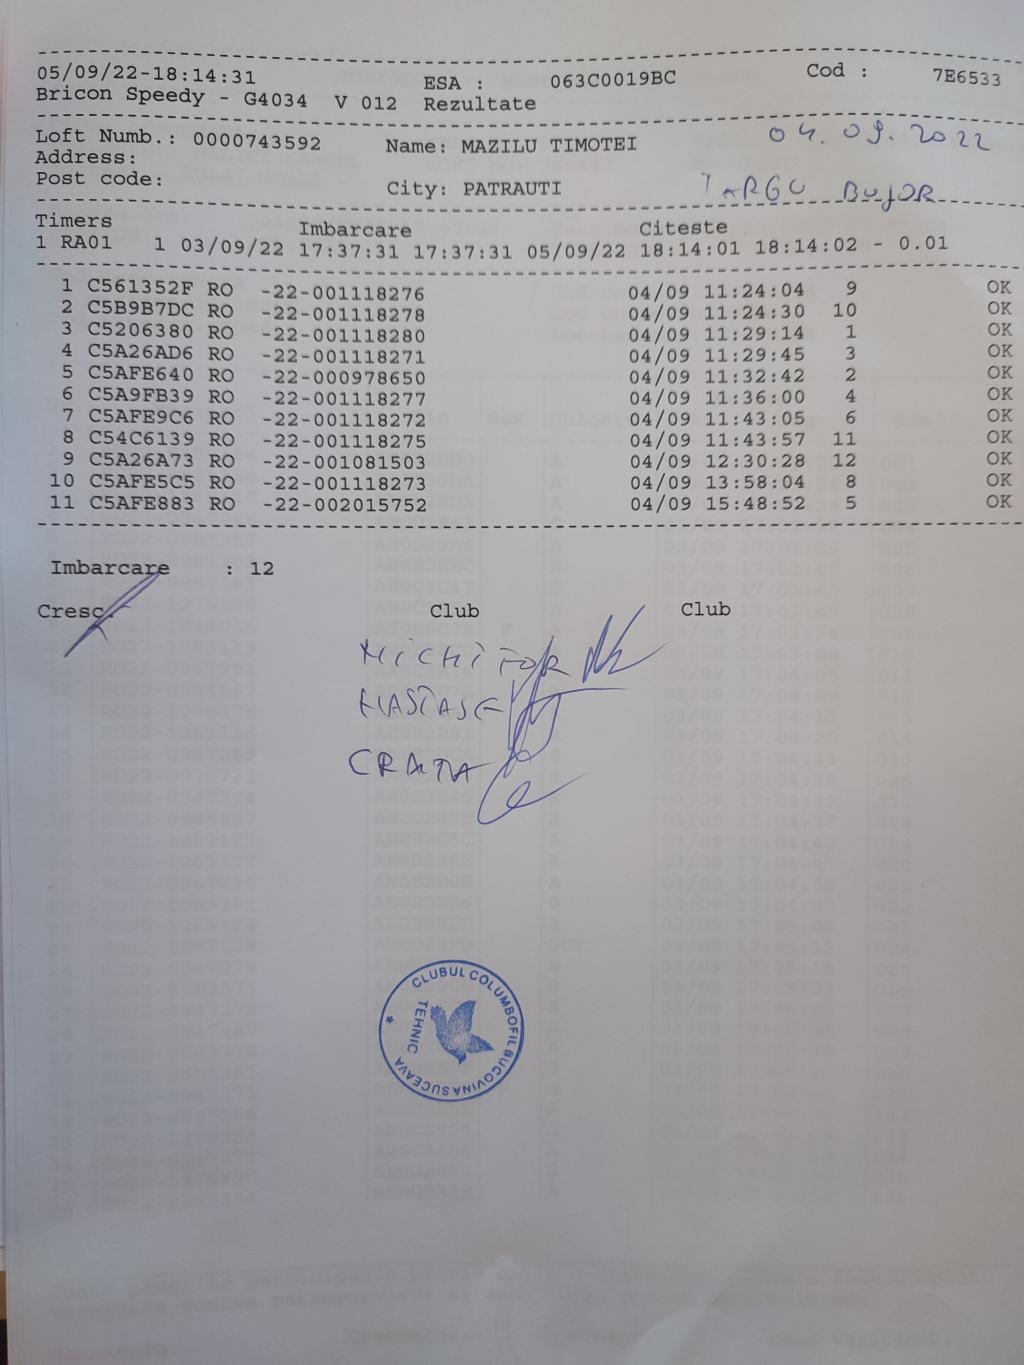 05/09/22-18:14:31 ESA : 063C0019BC Cod : 7E6533
Bricon Speedy - G4034 V 012 Rezultate
Loft Numb.: 0000743592 Name: MAZILU TIMOTEI 04.09.2022
Address:
Post code: City: PATRAUTI TARGU BUJOR
Timers Imbarcare Citeste
1 RA01 1 03/09/22 17:37:31 17:37:31 05/09/22 18:14:01 18:14:02 - 0.01
1 C561352F RO -22-001118276 04/09 11:24:04 9 OK
2 C5B9B7DC RO -22-001118278 04/09 11:24:30 10 OK
3 C5206380 RO -22-001118280 04/09 11:29:14 1 OK
4 C5A26AD6 RO -22-001118271 04/09 11:29:45 3 OK
5 C5AFE640 RO -22-000978650 04/09 11:32:42 2 OK
6 C5A9FB39 RO -22-001118277 04/09 11:36:00 4 OK
7 C5AFE9C6 RO -22-001118272 04/09 11:43:05 6 OK
8 C54C6139 RO -22-001118275 04/09 11:43:57 11 OK
9 C5A26A73 RO -22-001081503 04/09 12:30:28 12 OK
10 C5AFE5C5 RO -22-001118273 04/09 13:58:04 8 OK
11 C5AFE883 RO -22-002015752 04/09 15:48:52 5 OK
Imbarcare : 12
Cresc. Club Club
NICHIFOR
NASTASE
CLUBUL COLUMBOFIL BUCOVINA SUCEAVA
TEHNIC